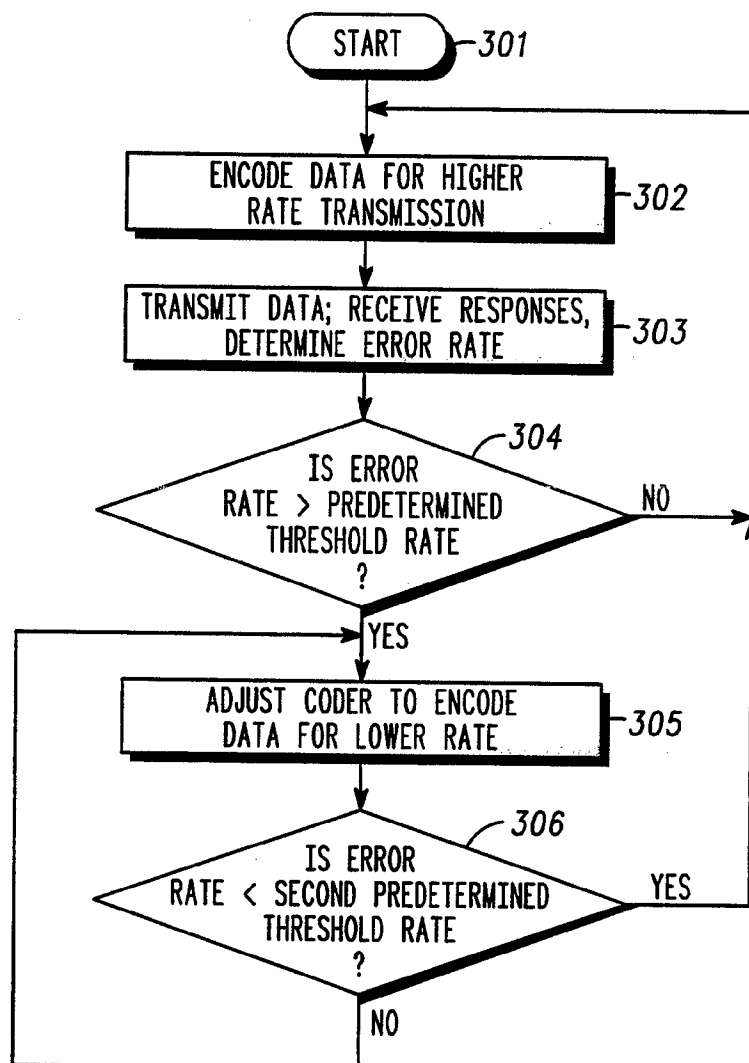 START
301
ENCODE DATA FOR HIGHER
RATE TRANSMISSION
302
TRANSMIT DATA; RECEIVE RESPONSES,
DETERMINE ERROR RATE
303
304
IS ERROR
RATE > PREDETERMINED
THRESHOLD RATE
?
NO
YES
ADJUST CODER TO ENCODE
DATA FOR LOWER RATE
305
306
IS ERROR
RATE < SECOND PREDETERMINED
THRESHOLD RATE
?
YES
NO